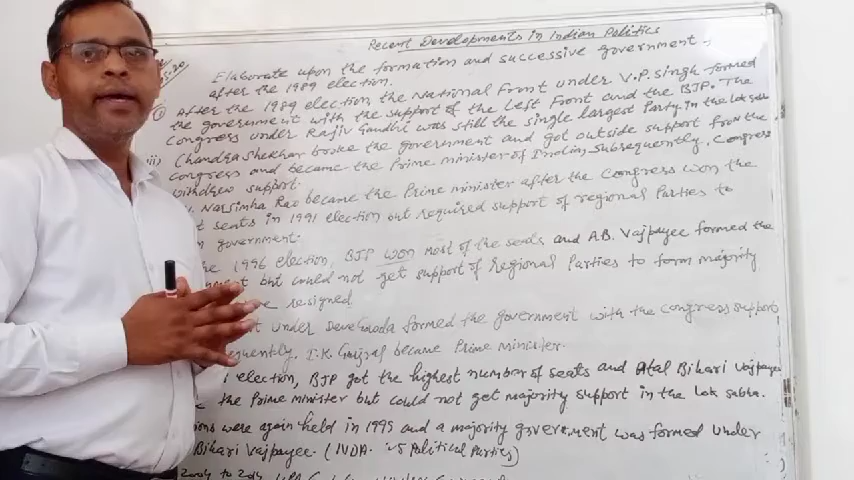 Recent Developments in Indian Politics
Elaborate upon the formation and successive government,
after the 1989 election.
After the 1989 election, the National Front under V.P. Singh formed
the government with the support of the Left Front and the BJP. The
Congress under Rajiv Gandhi was still the single largest Party. In the Lok Sabha
iii) Chandra Shekhar broke the government and got outside support from the
Congress and became the Prime minister of India. Subsequently, Congress
withdrew support.
Narsimha Rao became the Prime minister after the Congress won the
seats in 1991 election but required support of regional Parties to
government.
1996 election, BJP won most of the seats and A.B. Vajpayee formed the
but could not get support of Regional Parties to form majority
resigned
under Deve Gowda formed the government with the Congress support
I.K. Gujral became Prime Minister.
election, BJP got the highest number of seats and Atal Bihari Vajpayee
the Prime minister but could not get majority support in the Lok Sabha.
were again held in 1995 and a majority government was formed under
Bihari Vajpayee. (NDA. Political Parties)
2004 to